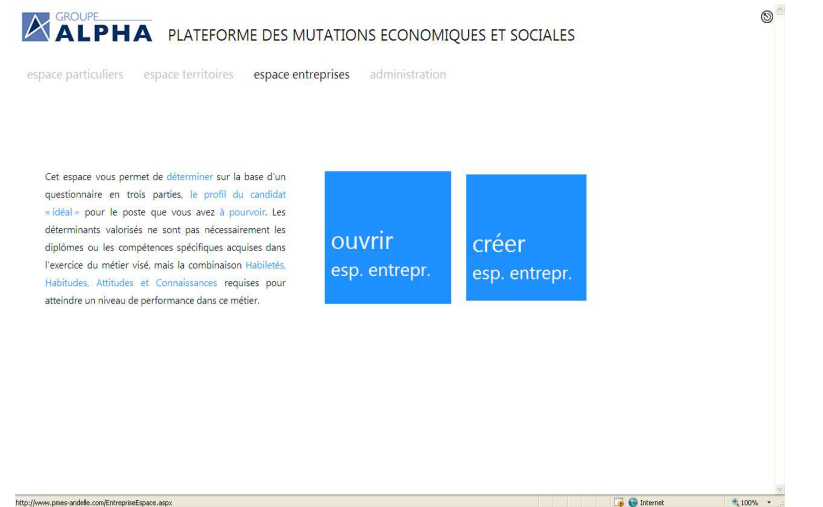 GROUPE
ALPHA PLATEFORME DES MUTATIONS ECONOMIQUES ET SOCIALES
espace particuliers espace territoires espace entreprises administration
Cet espace vous permet de déterminer sur la base d'un
questionnaire en trois parties, le profil du candidat
« idéal » pour le poste que vous avez à pourvoir. Les
déterminants valorisés ne sont pas nécessairement les
diplômes ou les compétences spécifiques acquises dans
l'exercice du métier visé, mais la combinaison Habiletés,
Habitudes, Attitudes et Connaissances requises pour
atteindre un niveau de performance dans ce métier.
ouvrir
esp. entrepr.
créer
esp. entrepr.
http://www.pmes-andelle.com/EntrepriseEspace.aspx Internet 100%